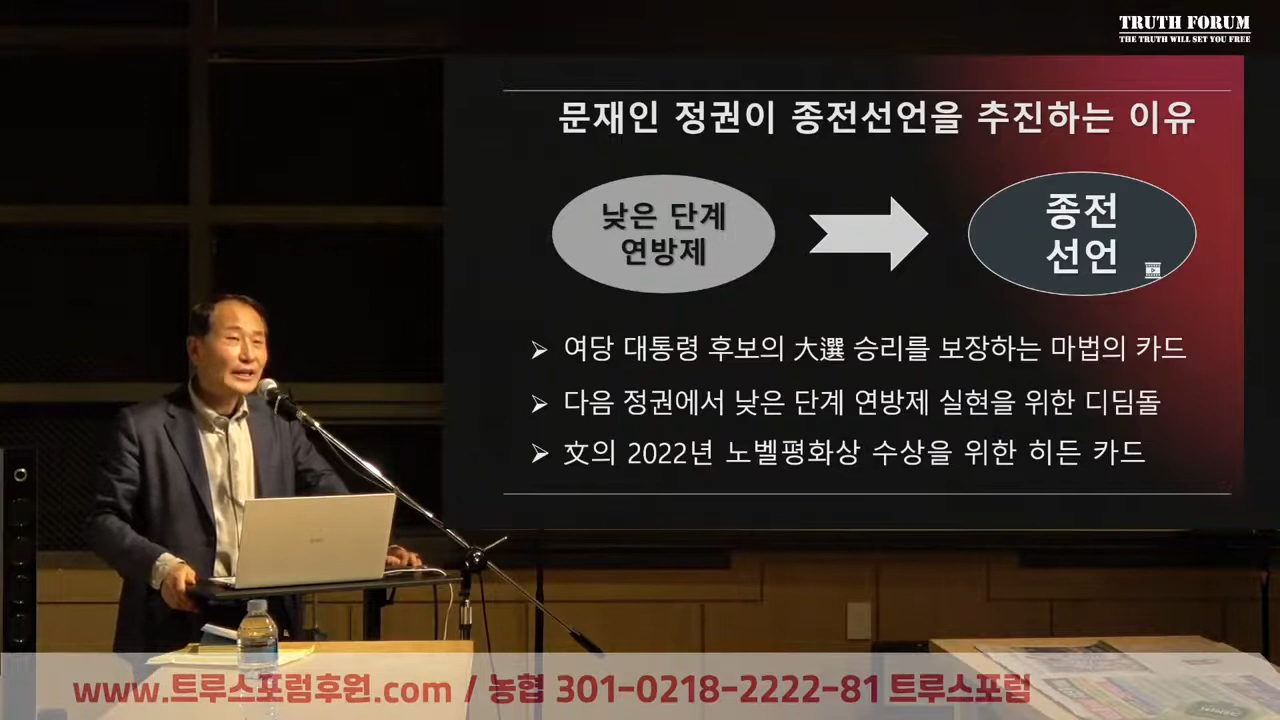 TRUTH FORUM
THE TRUTH WILL SET YOU FREE
문재인 정권이 종전선언을 추진하는 이유
낮은 단계
연방제
종전
선언
➢ 여당 대통령 후보의 大選 승리를 보장하는 마법의 카드
➢ 다음 정권에서 낮은 단계 연방제 실현을 위한 디딤돌
➢ 文의 2022년 노벨평화상 수상을 위한 히든 카드
www.트루스포럼후원.com / 농협 301-0218-2222-81 트루스포럼